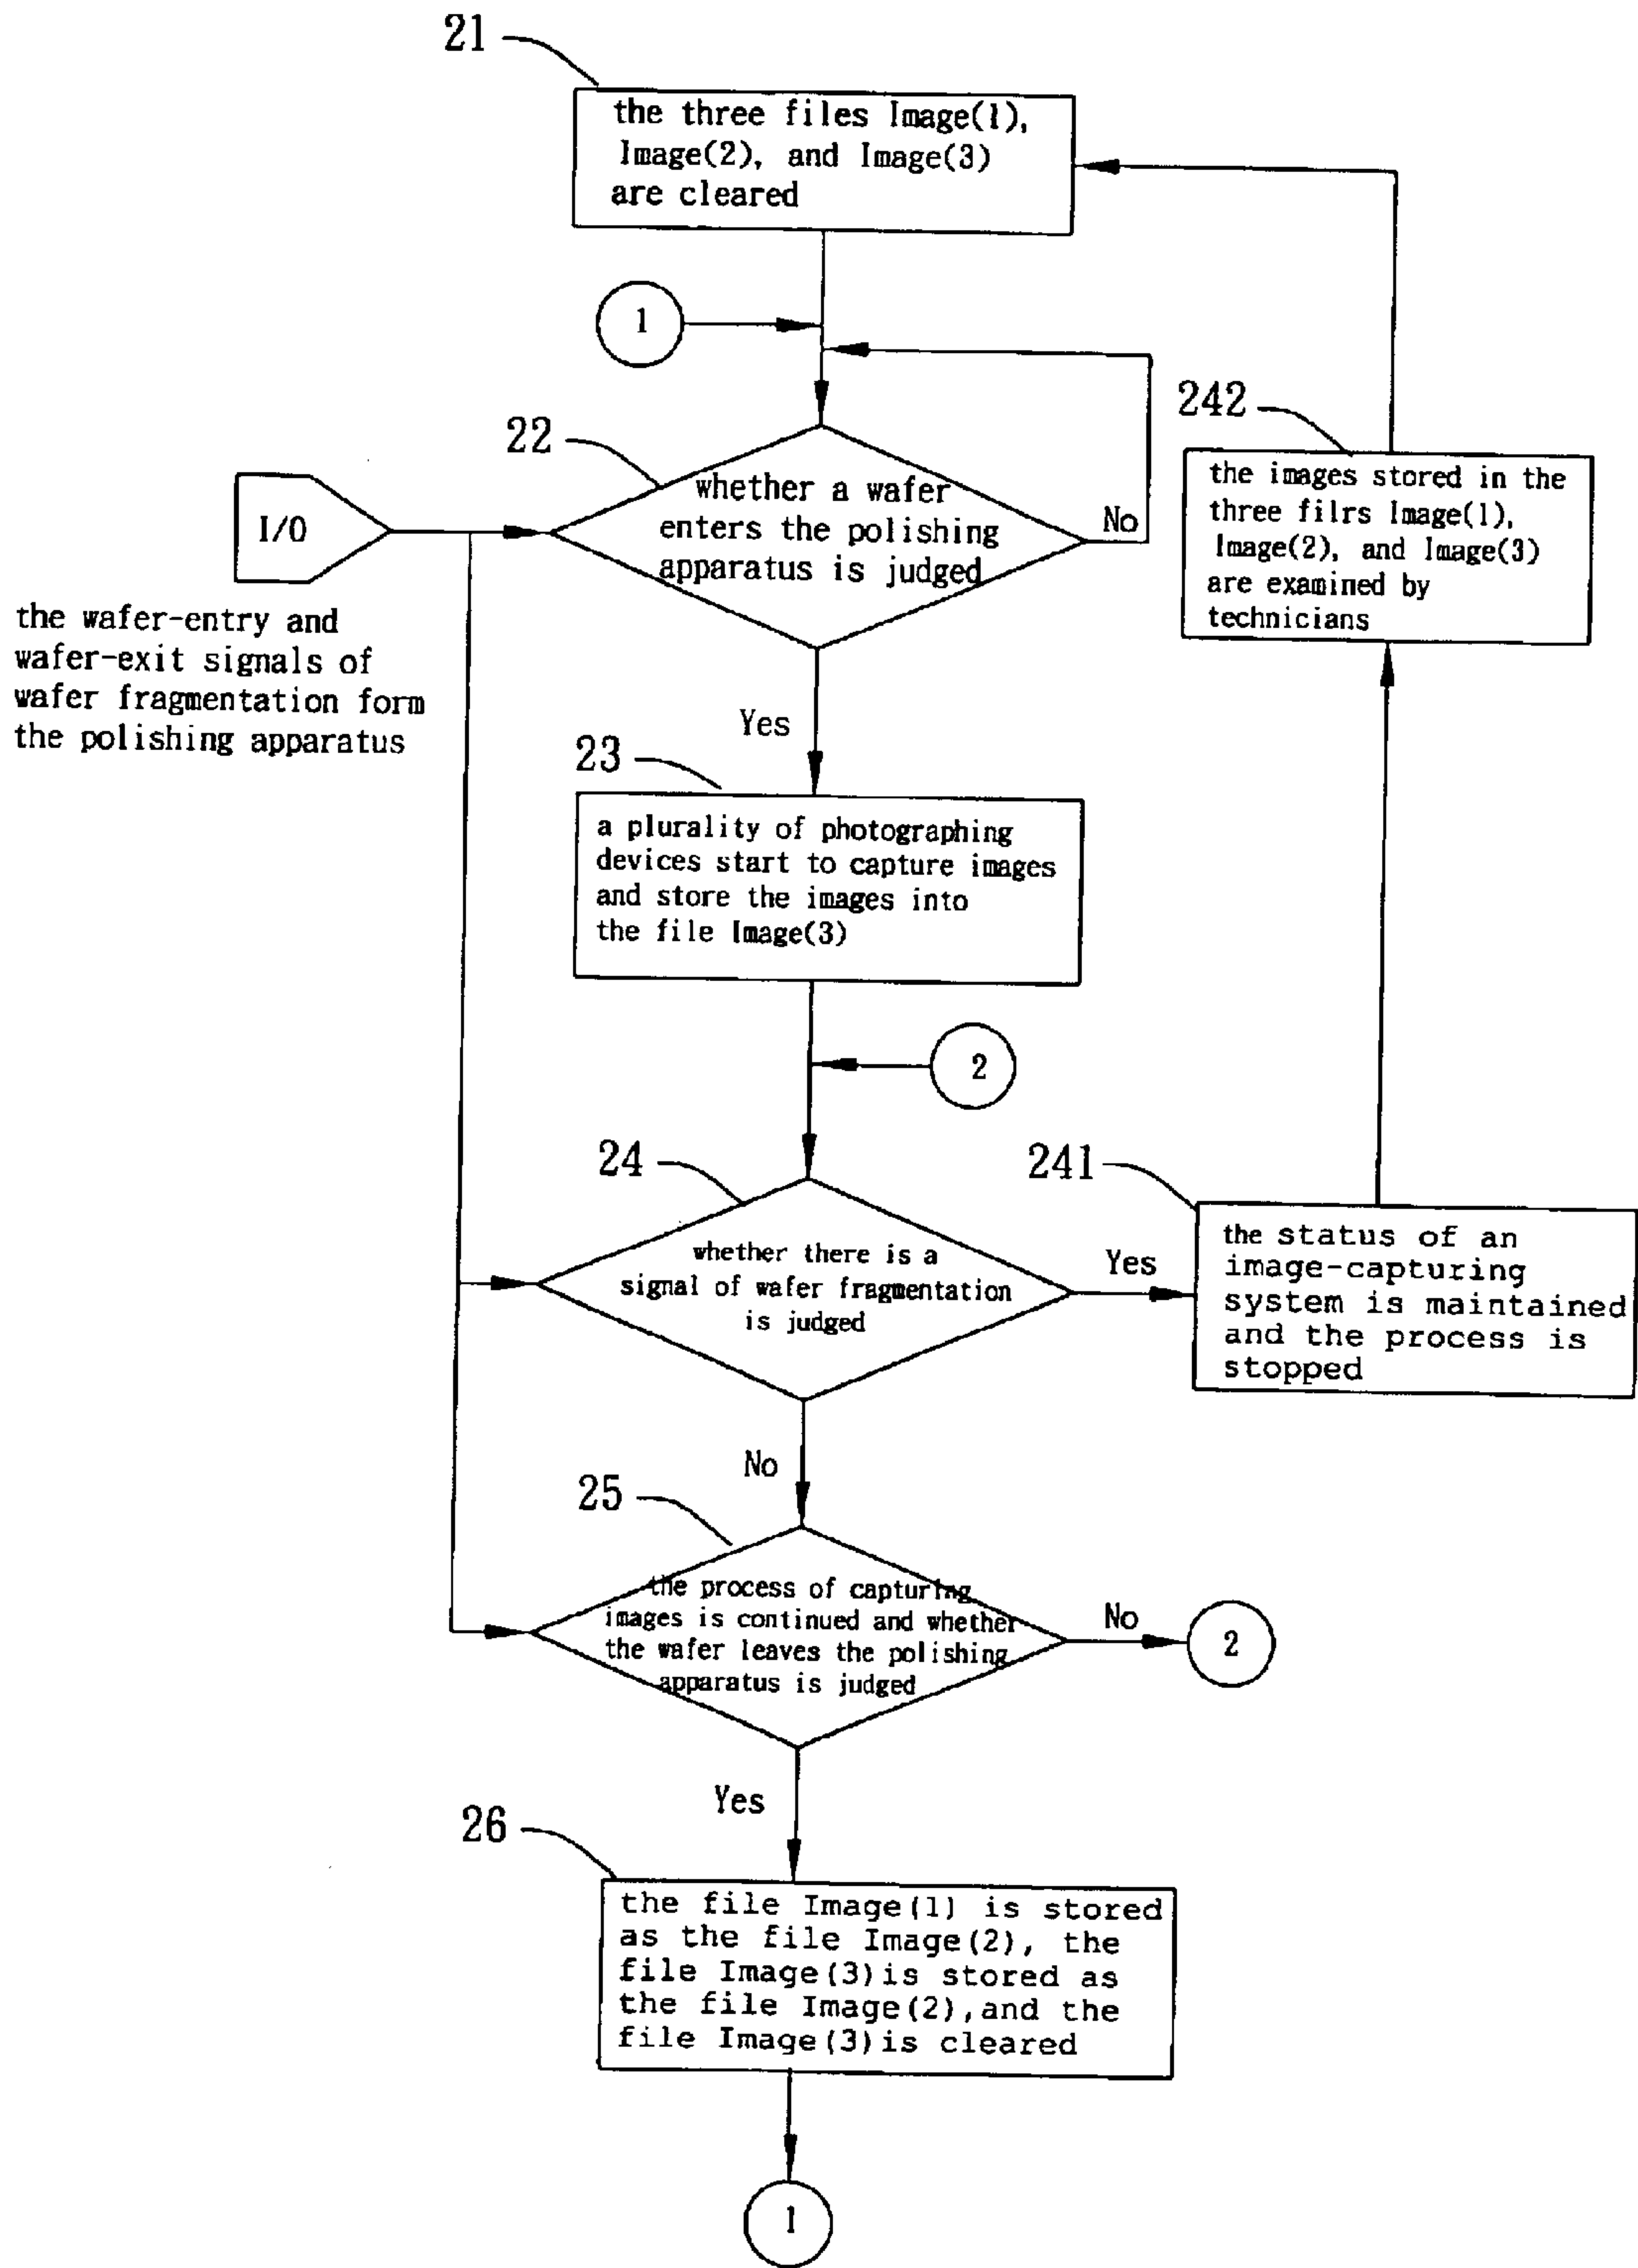 21
the three files Image(1),
Image(2), and Image(3)
are cleared
1
242
the images stored in the
three filrs Image(1),
Image(2), and Image(3)
are examined by
technicians
22
whether a wafer
enters the polishing
apparatus is judged
No
I/O
the wafer-entry and
wafer-exit signals of
wafer fragmentation form
the polishing apparatus
Yes
23
a plurality of photographing
devices start to capture images
and store the images into
the file Image(3)
2
24
whether there is a
signal of wafer fragmentation
is judged
Yes
241
the status of an
image-capturing
system is maintained
and the process is
stopped
No
25
the process of capturing
images is continued and whether
the wafer leaves the polishing
apparatus is judged
No
2
Yes
26
the file Image(1) is stored
as the file Image(2), the
file Image(3)is stored as
the file Image(2),and the
file Image(3)is cleared
1